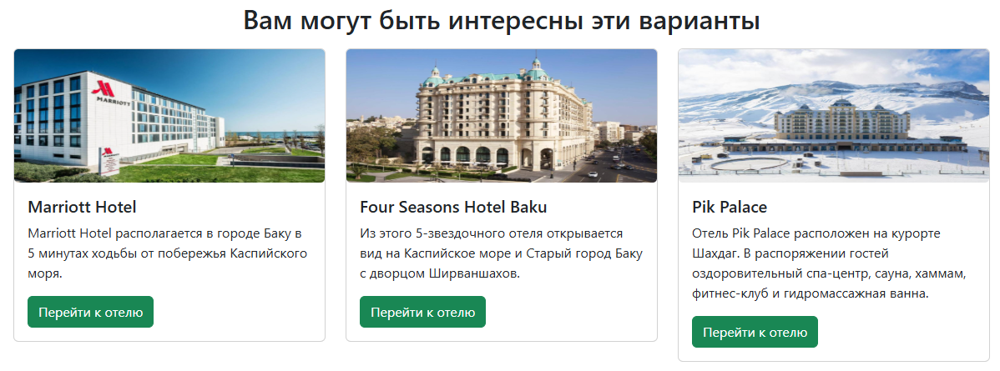 Вам могут быть интересны эти варианты
MARRIOTT
Marriott Hotel
Marriott Hotel располагается в городе Баку в
5 минутах ходьбы от побережья Каспийского
моря.
Перейти к отелю
Four Seasons Hotel Baku
Из этого 5-звездочного отеля открывается
вид на Каспийское море и Старый город Баку
с дворцом Ширваншахов.
Перейти к отелю
Pik Palace
Отель Pik Palace расположен на курорте
Шахдаг. В распоряжении гостей
оздоровительный спа-центр, сауна, хаммам,
фитнес-клуб и гидромассажная ванна.
Перейти к отелю